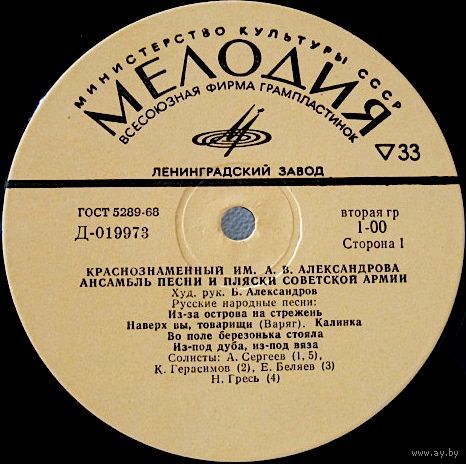 МИНИСТЕРСТВО КУЛЬТУРЫ СССР
МЕЛОДИЯ
ВСЕСОЮЗНАЯ ФИРМА ГРАМПЛАСТИНОК
▽33
ЛЕНИНГРАДСКИЙ ЗАВОД
ГОСТ 5289-68
Д-019973
вторая гр
1-00
Сторона 1
КРАСНОЗНАМЕННЫЙ ИМ. А. В. АЛЕКСАНДРОВА
АНСАМБЛЬ ПЕСНИ И ПЛЯСКИ СОВЕТСКОЙ АРМИИ
Худ. рук. Б. Александров
Русские народные песни:
Из-за острова на стрежень
Наверх вы, товарищи (Варяг). Калинка
Во поле березонька стояла
Из-под дуба, из-под вяза
Солисты: А. Сергеев (1, 5),
К. Герасимов (2), Е. Беляев (3)
Н. Гресь (4)
www.ay.by